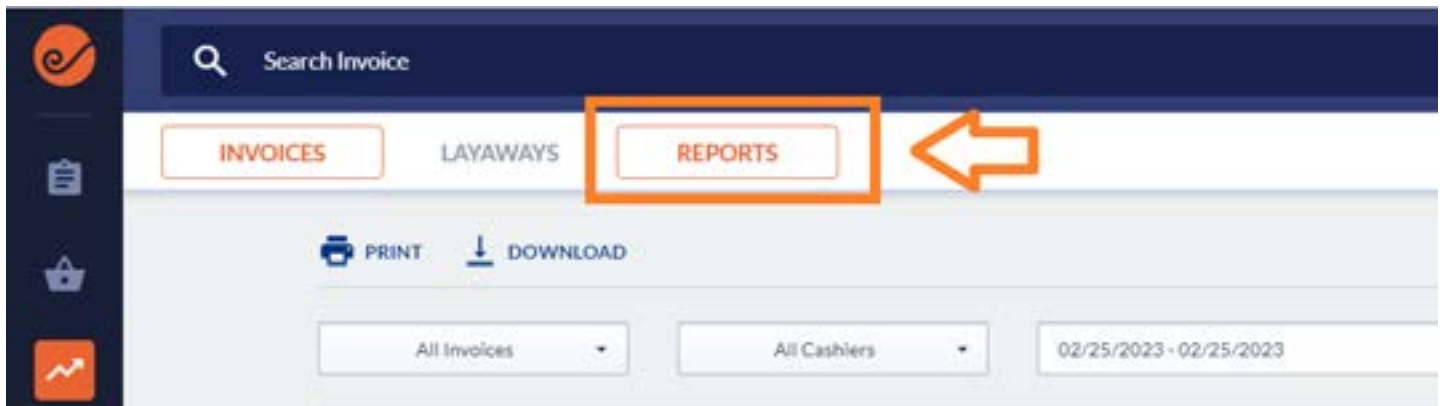 Search Invoice
INVOICES LAYAWAYS REPORTS
PRINT DOWNLOAD
All Invoices All Cashiers 02/25/2023 - 02/25/2023